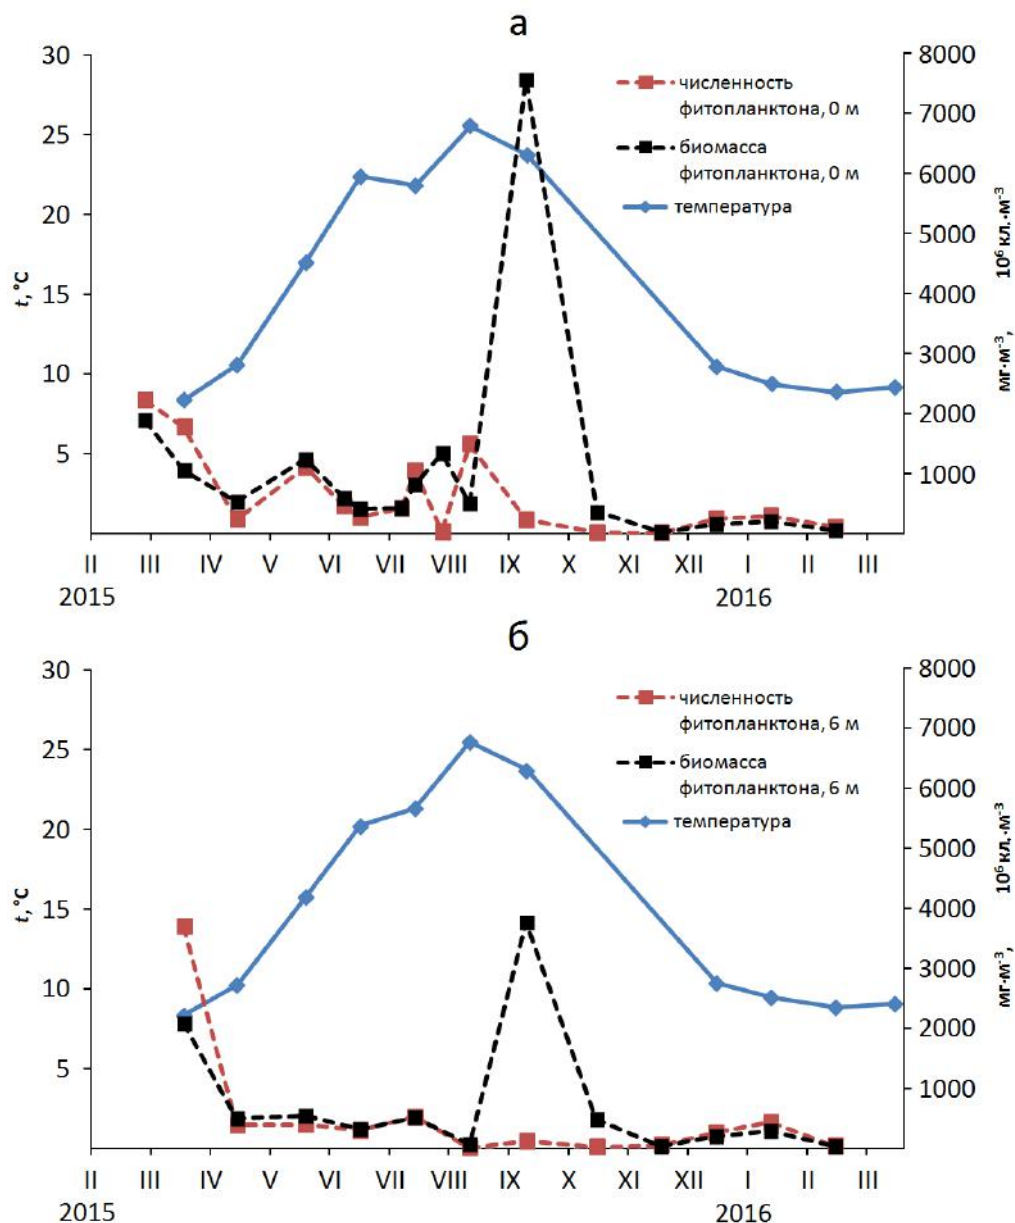 а
30
25
20
15
10
5
t,°C
8000
7000
6000
5000
4000
3000
2000
1000
10⁶ кл.·м⁻³
мг·м⁻³,
численность
фитопланктона, 0 м
биомасса
фитопланктона, 0 м
температура
II III IV V VI VII VIII IX X XI XII I II III
2015 2016
б
30
25
20
15
10
5
t,°C
8000
7000
6000
5000
4000
3000
2000
1000
10⁶ кл.·м⁻³
мг·м⁻³,
численность
фитопланктона, 6 м
биомасса
фитопланктона, 6 м
температура
II III IV V VI VII VIII IX X XI XII I II III
2015 2016